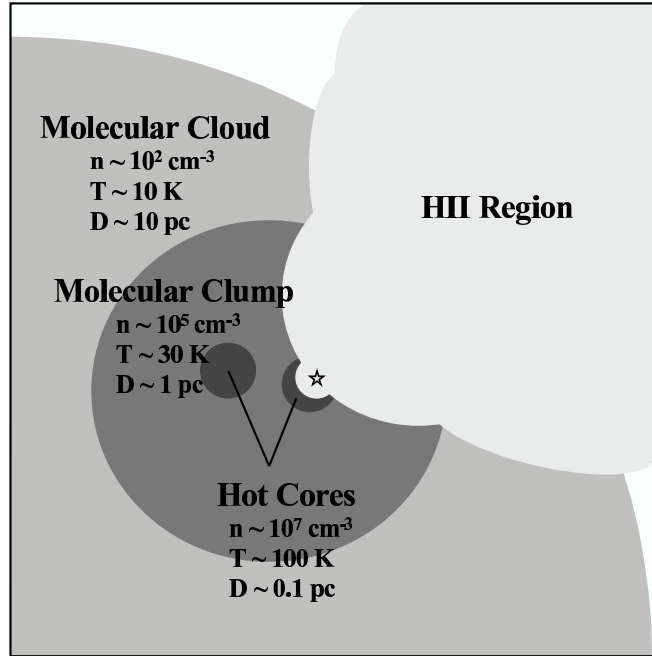 Molecular Cloud
n ~ 10² cm⁻³
T ~ 10 K
D ~ 10 pc
HII Region
Molecular Clump
n ~ 10⁵ cm⁻³
T ~ 30 K
D ~ 1 pc
Hot Cores
n ~ 10⁷ cm⁻³
T ~ 100 K
D ~ 0.1 pc